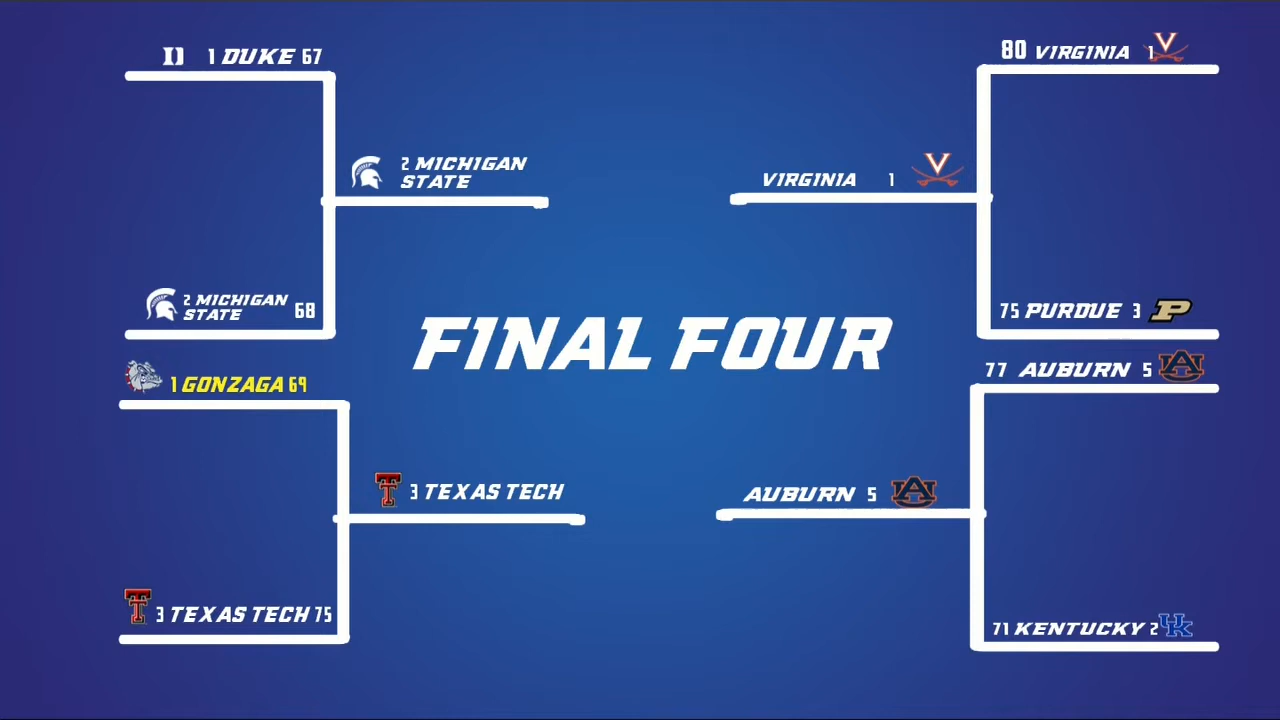 1 DUKE 67
80 VIRGINIA 1
2 MICHIGAN
STATE
VIRGINIA 1
2 MICHIGAN
STATE 68
75 PURDUE 3
FINAL FOUR
1 GONZAGA 69
77 AUBURN 5
3 TEXAS TECH
AUBURN 5
3 TEXAS TECH 75
71 KENTUCKY 2